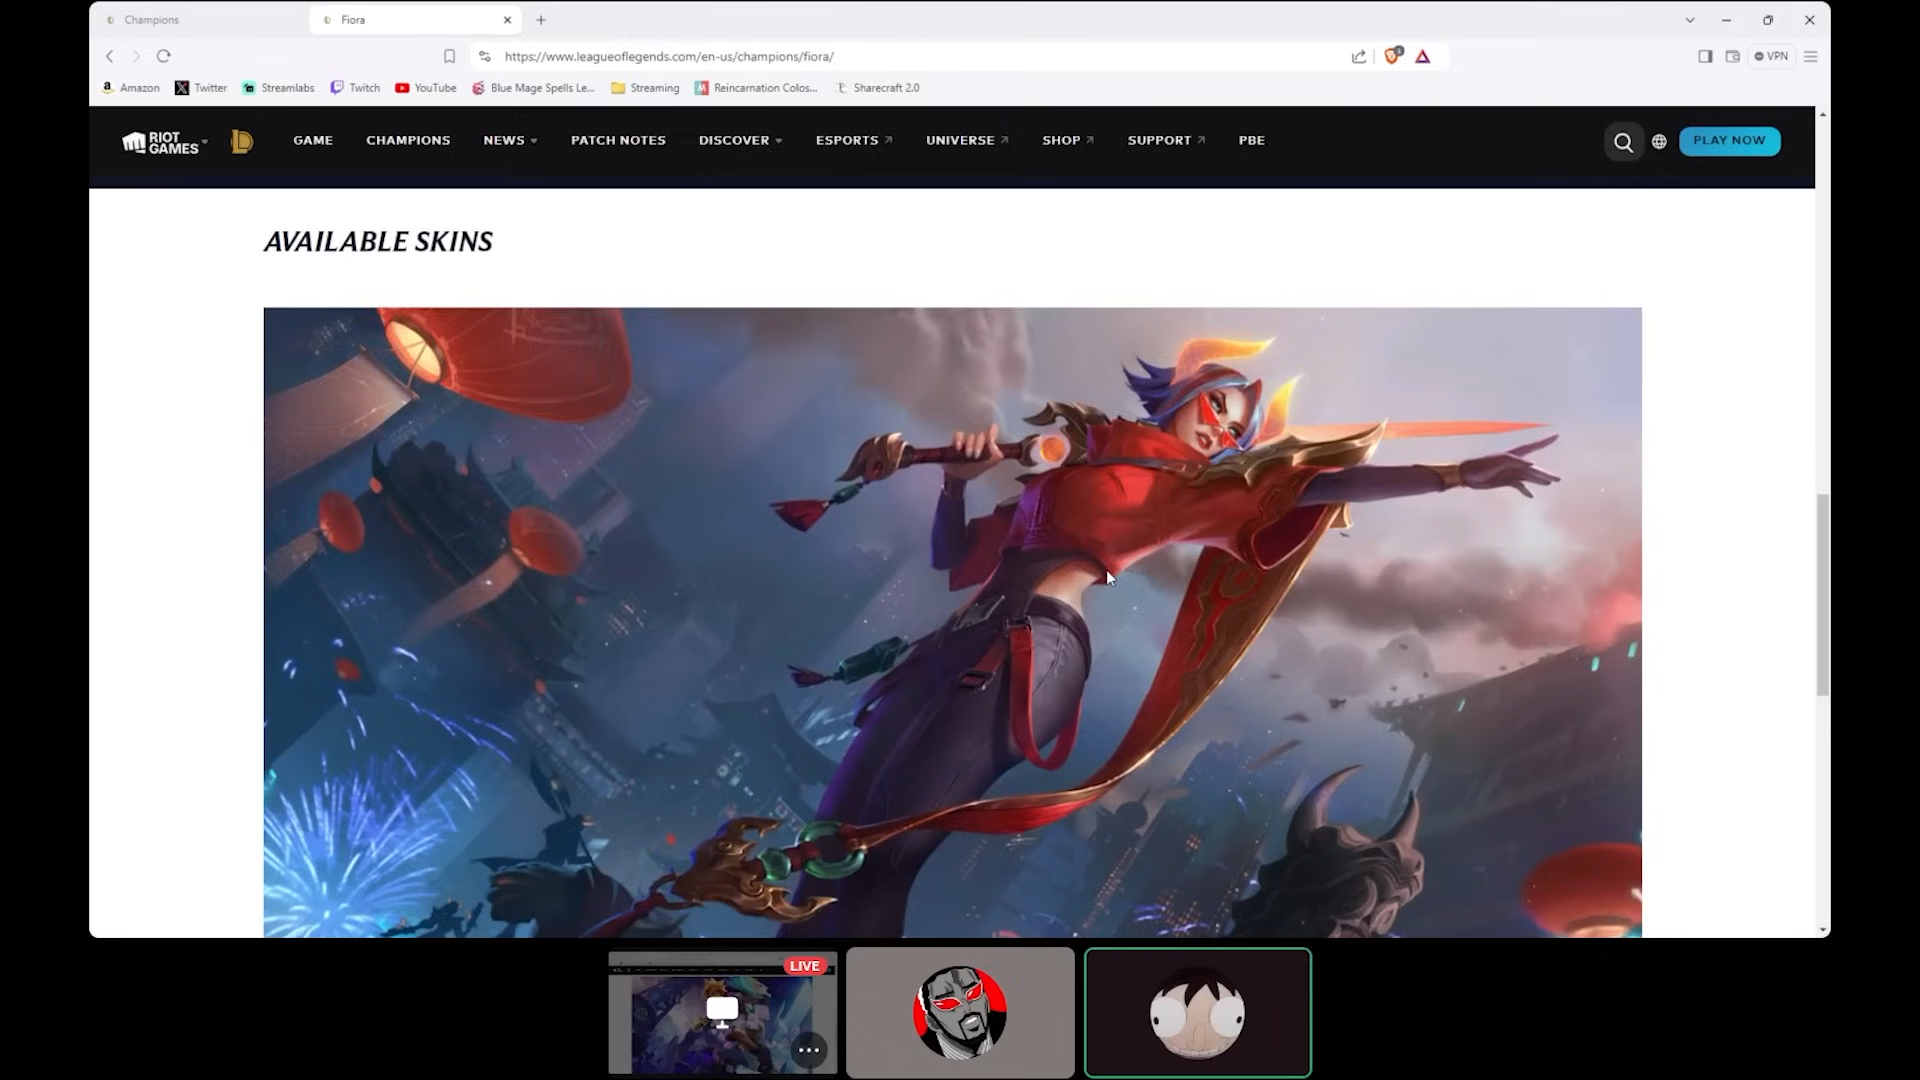 Champions
Fiora
https://www.leagueoflegends.com/en-us/champions/fiora/
VPN
Amazon
Twitter
Streamlabs
Twitch
YouTube
Blue Mage Spells Le...
Streaming
Reincarnation Colos...
Sharecraft 2.0
RIOT GAMES
GAME
CHAMPIONS
NEWS
PATCH NOTES
DISCOVER
ESPORTS
UNIVERSE
SHOP
SUPPORT
PBE
PLAY NOW
AVAILABLE SKINS
LIVE